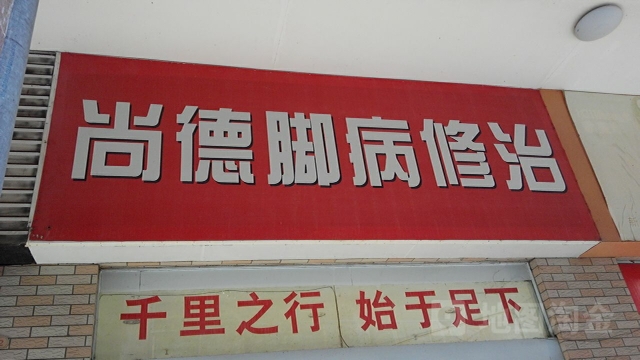 尚德脚病修治
千里之行 始于足下